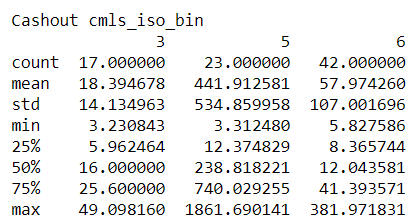 Cashout cmls_iso_bin
3 5 6
count 17.000000 23.000000 42.000000
mean 18.394678 441.912581 57.974260
std 14.134963 534.859958 107.001696
min 3.230843 3.312480 5.827586
25% 5.962464 12.374829 8.365744
50% 16.000000 238.818221 12.043581
75% 25.600000 740.029255 41.393571
max 49.098160 1861.690141 381.971831